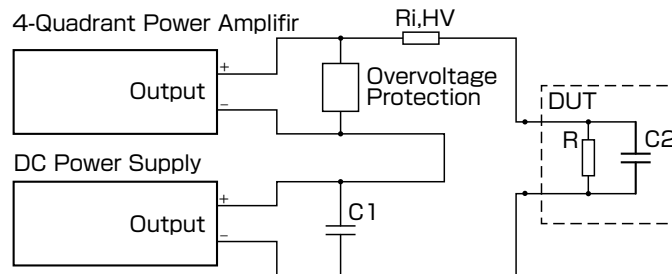 4-Quadrant Power Amplifir
Ri,HV
+
Output
−
Overvoltage
Protection
DUT
R
C2
DC Power Supply
+
Output
−
C1